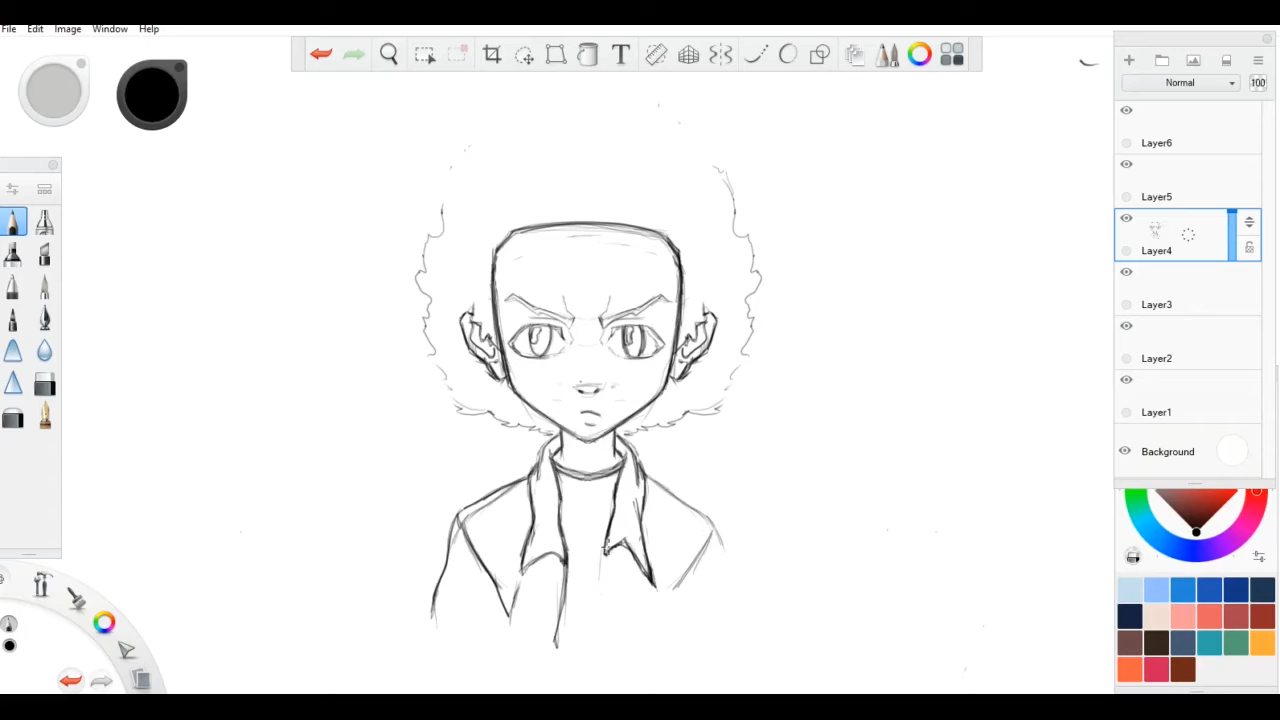 File Edit Image Window Help
Normal 100
Layer6
Layer5
Layer4
Layer3
Layer2
Layer1
Background